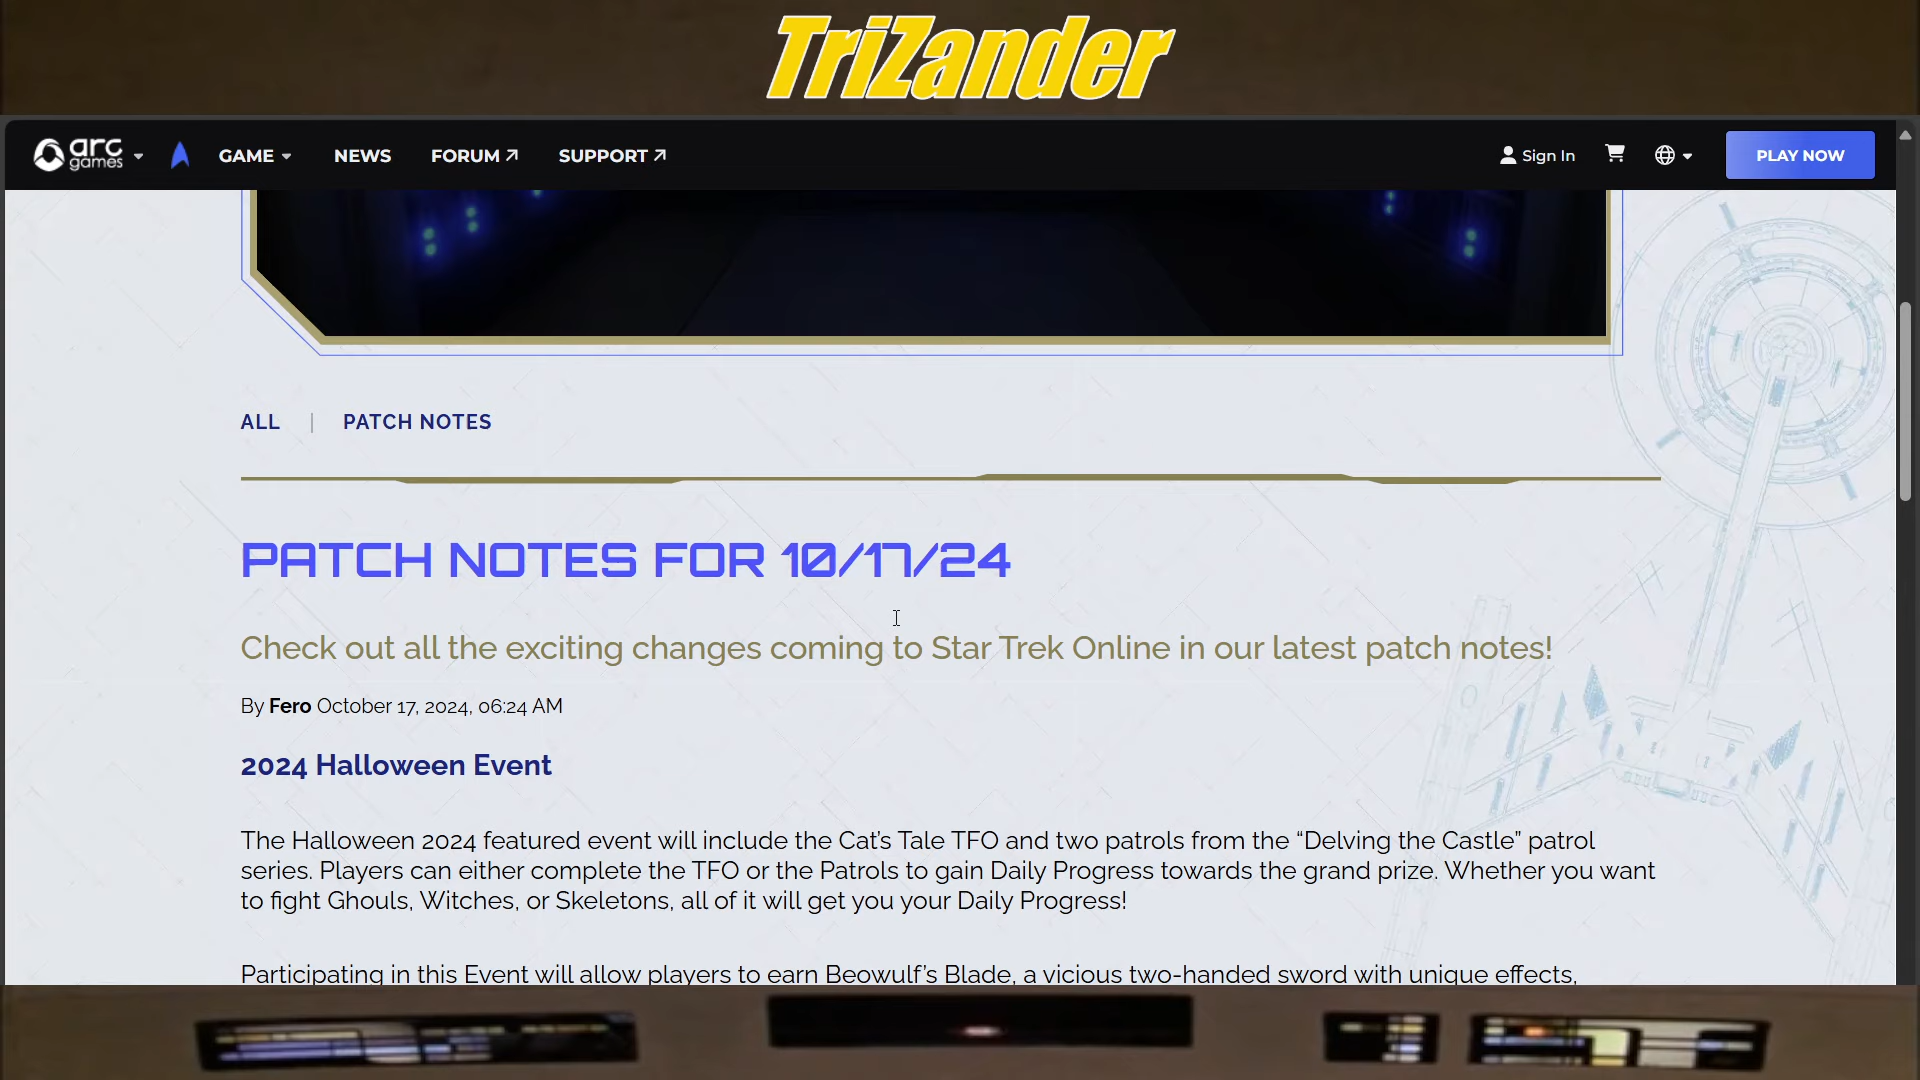 TriZander
arc games GAME NEWS FORUM SUPPORT Sign In PLAY NOW
ALL | PATCH NOTES
PATCH NOTES FOR 10/17/24
Check out all the exciting changes coming to Star Trek Online in our latest patch notes!
By Fero October 17, 2024, 06:24 AM
2024 Halloween Event
The Halloween 2024 featured event will include the Cat’s Tale TFO and two patrols from the “Delving the Castle” patrol
series. Players can either complete the TFO or the Patrols to gain Daily Progress towards the grand prize. Whether you want
to fight Ghouls, Witches, or Skeletons, all of it will get you your Daily Progress!
Participating in this Event will allow players to earn Beowulf’s Blade, a vicious two-handed sword with unique effects,